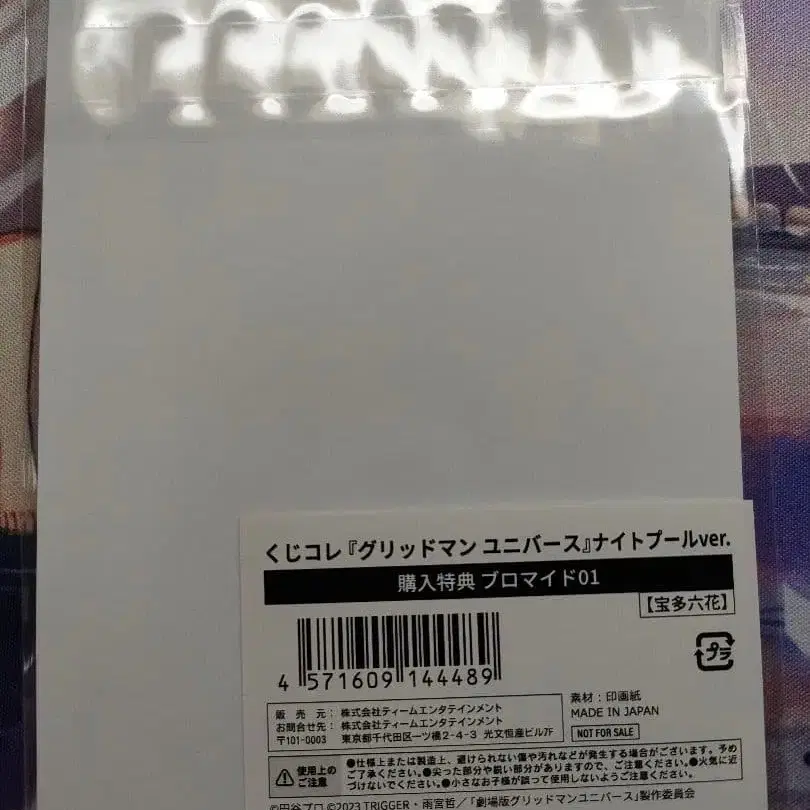 くじコレ『グリッドマン ユニバース』ナイトプールver.
購入特典 ブロマイド01
【宝多六花】
4 571609 144489
プラ
販売元：株式会社ティームエンタテインメント
お問合せ先：株式会社ティームエンタテインメント
〒101-0003 東京都千代田区一ツ橋2-4-3 光文恒産ビル7F
素材：印画紙
MADE IN JAPAN
NOT FOR SALE
使用上の
ご注意
●仕様上または製造上、避けられない傷や汚れなどが発生する場合がございます。予め
ご了承ください。●尖った部分や鋭い部分がありますので、ご注意ください。●火気に近
づけないでください。●小さなお子様が誤って使用しないようご注意ください。
©円谷プロ ©2023 TRIGGER・雨宮哲／「劇場版グリッドマンユニバース」製作委員会